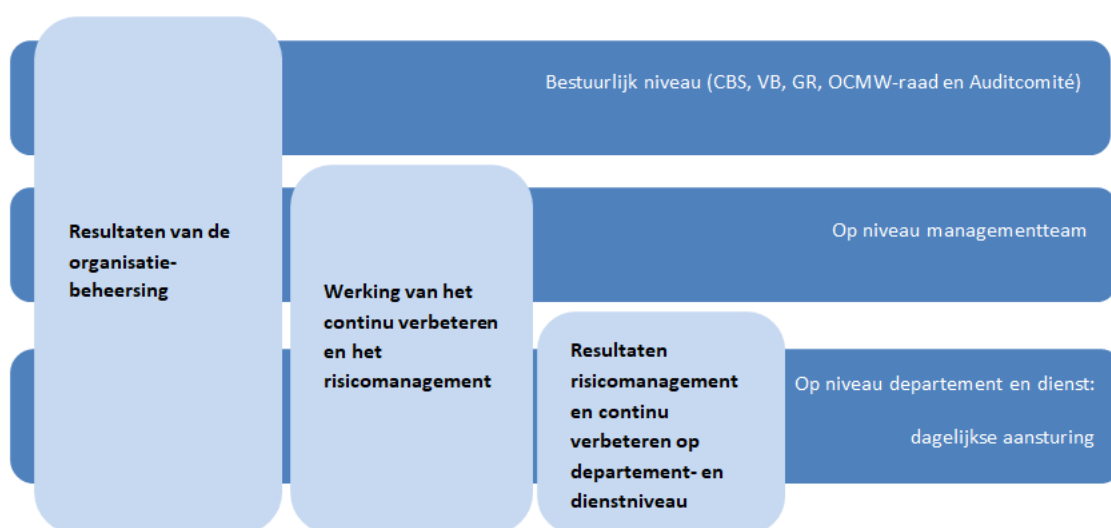 Bestuurlijk niveau (CBS, VB, GR, OCMW-raad en Auditcomité)
Op niveau managementteam
Resultaten van de
organisatie-
beheersing
Werking van het
continu verbeteren
en het
risicomanagement
Resultaten
risicomanagement
en continu
verbeteren op
departement- en
dienstniveau
Op niveau departement en dienst:
dagelijkse aansturing